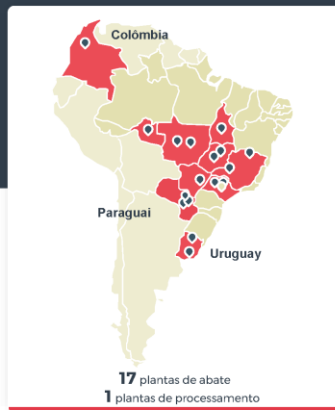 Colômbia
Paraguai
Uruguay
17 plantas de abate
1 plantas de processamento